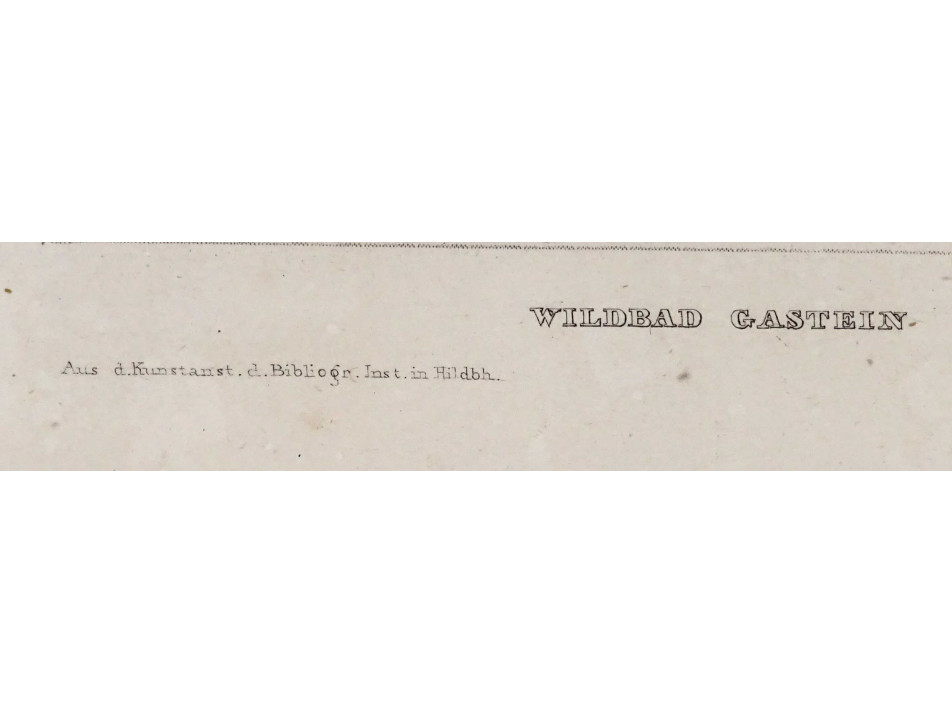 WILDBAD GASTEIN
Aus d. Kunstanst. d. Bibliogr. Inst. in Hildbh.